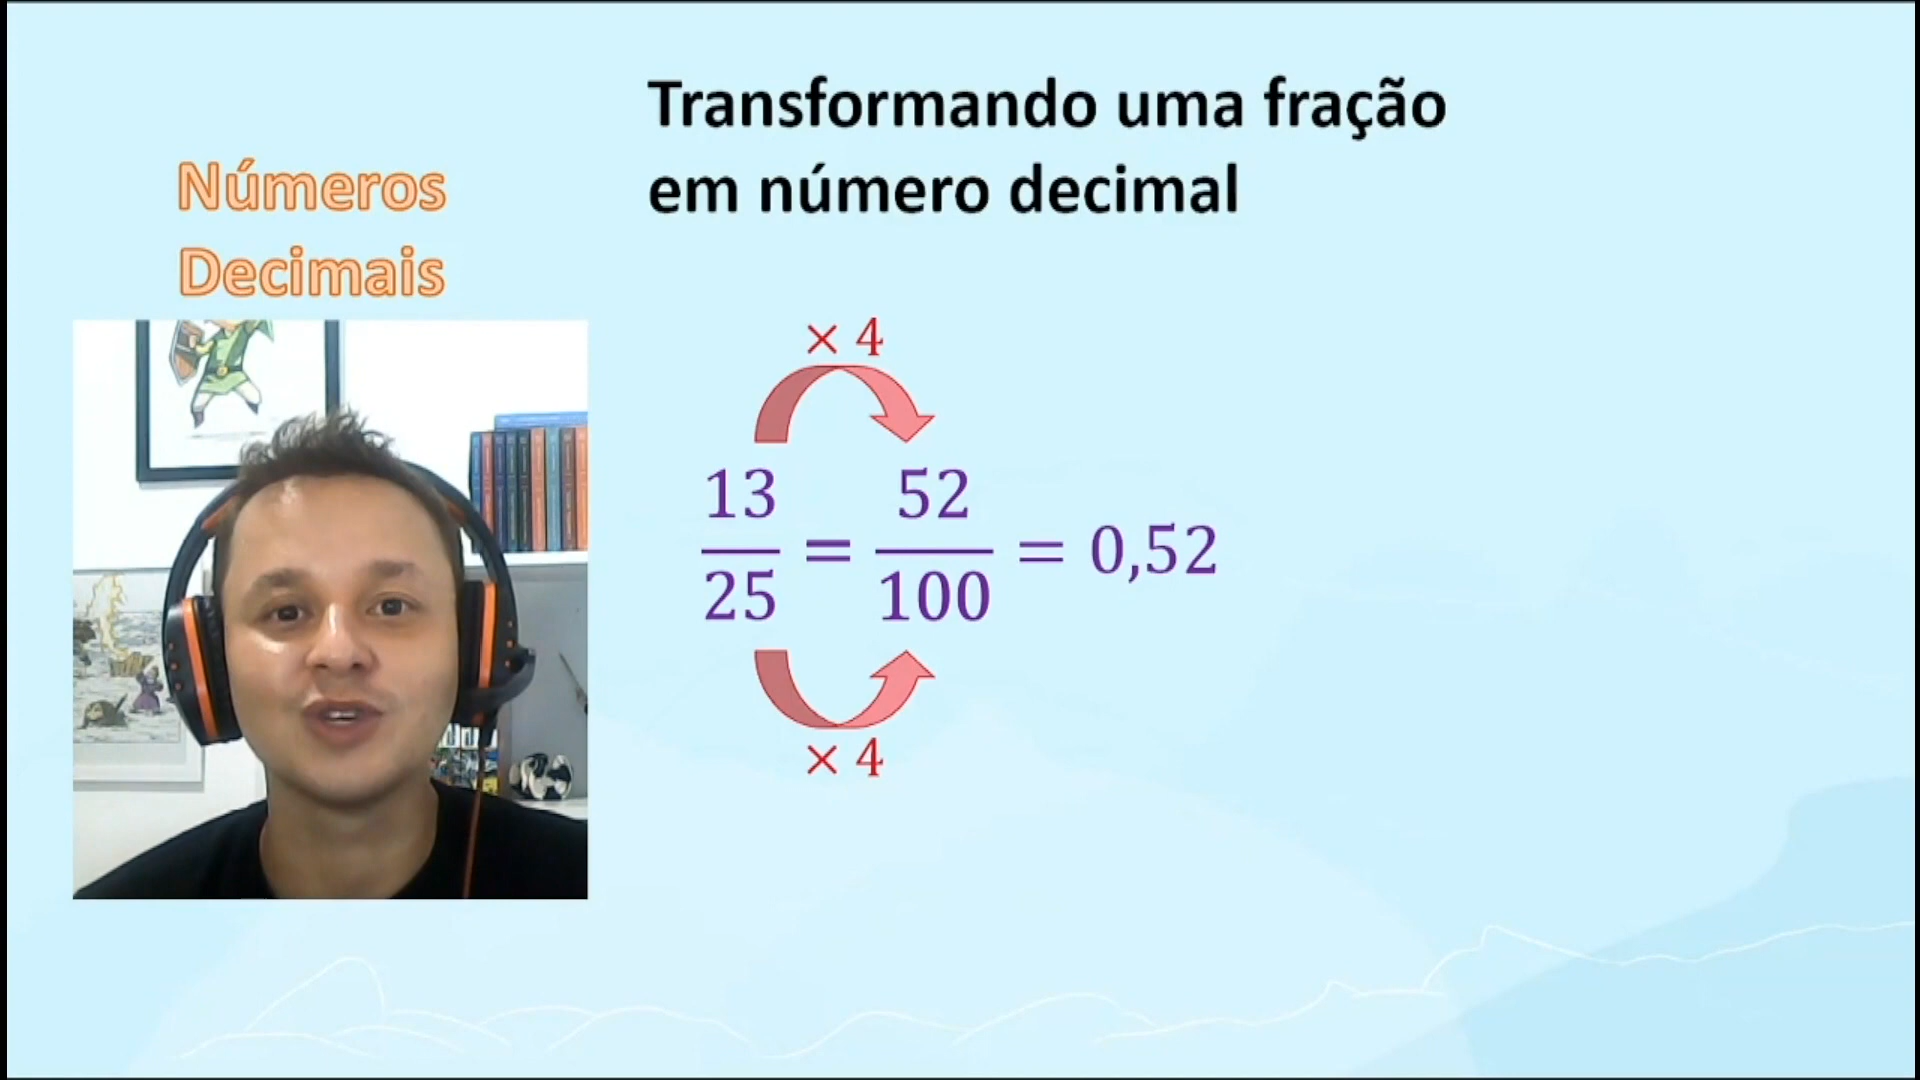 Transformando uma fração
em número decimal
Números
Decimais
× 4
13/25 = 52/100 = 0,52
× 4